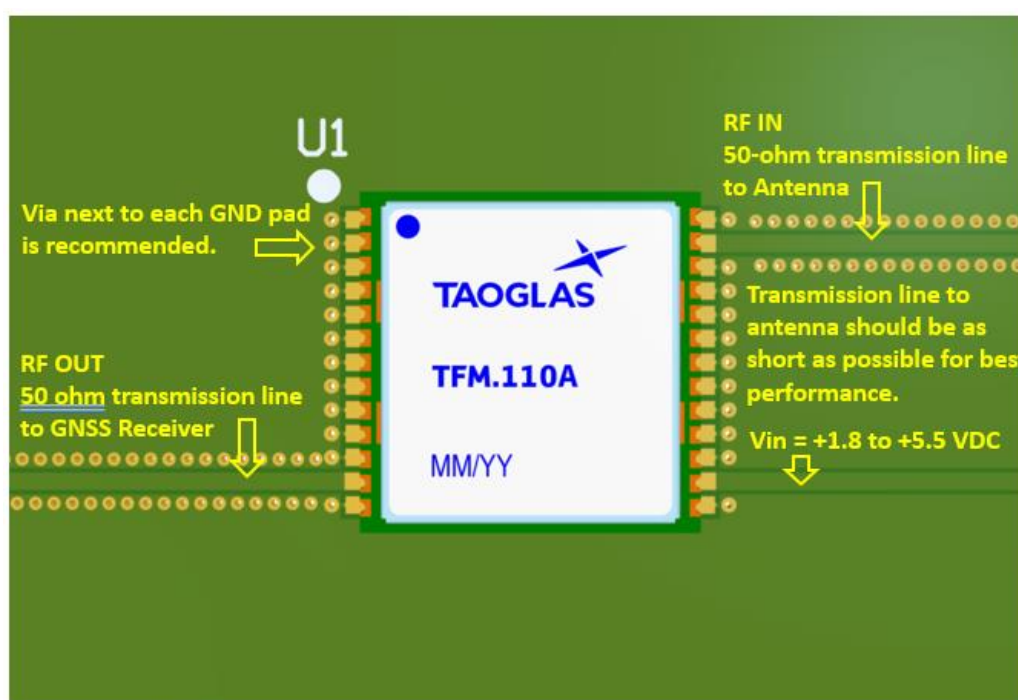 U1
RF IN
50-ohm transmission line
to Antenna
Via next to each GND pad
is recommended.
TAOGLAS
Transmission line to
antenna should be as
short as possible for bes
performance.
RF OUT
50 ohm transmission line
to GNSS Receiver
TFM.110A
Vin = +1.8 to +5.5 VDC
MM/YY